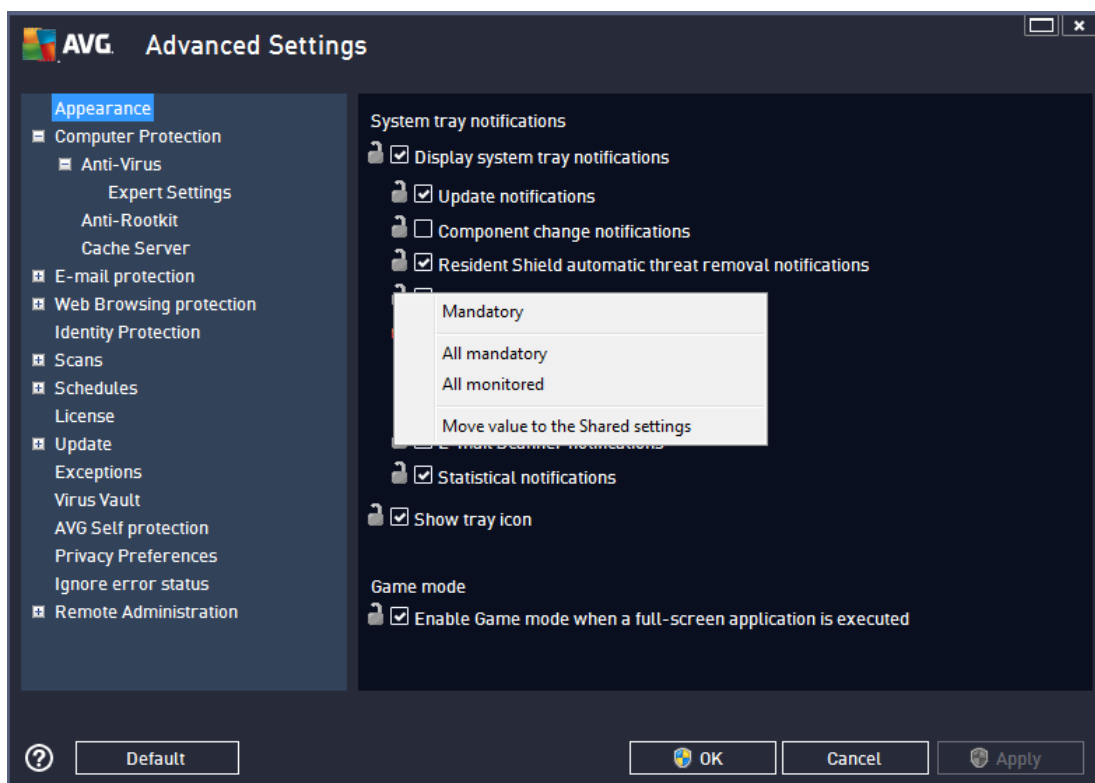 AVG. Advanced Settings
Appearance
Computer Protection
Anti-Virus
Expert Settings
Anti-Rootkit
Cache Server
E-mail protection
Web Browsing protection
Identity Protection
Scans
Schedules
License
Update
Exceptions
Virus Vault
AVG Self protection
Privacy Preferences
Ignore error status
Remote Administration
System tray notifications
Display system tray notifications
Update notifications
Component change notifications
Resident Shield automatic threat removal notifications
Mandatory
All mandatory
All monitored
Move value to the Shared settings
E-mail Scanner notifications
Statistical notifications
Show tray icon
Game mode
Enable Game mode when a full-screen application is executed
Default
OK
Cancel
Apply